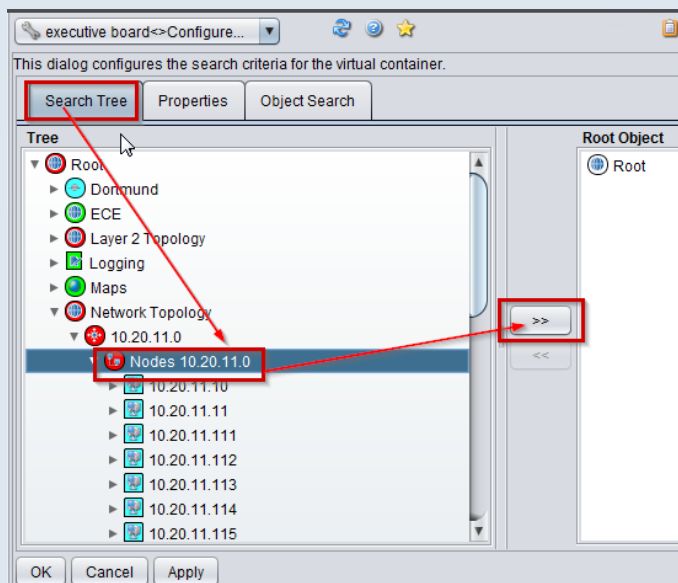 executive board<>Configure...
This dialog configures the search criteria for the virtual container.
Search Tree Properties Object Search
Tree
Root
Dortmund
ECE
Layer 2 Topology
Logging
Maps
Network Topology
10.20.11.0
Nodes 10.20.11.0
10.20.11.10
10.20.11.11
10.20.11.111
10.20.11.112
10.20.11.113
10.20.11.114
10.20.11.115
>>
<<
Root Object
Root
OK Cancel Apply